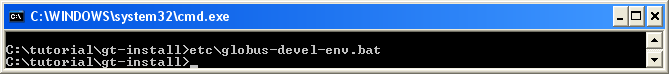 C:\WINDOWS\system32\cmd.exe
C:\tutorial\gt-install>etc\globus-devel-env.bat
C:\tutorial\gt-install>_